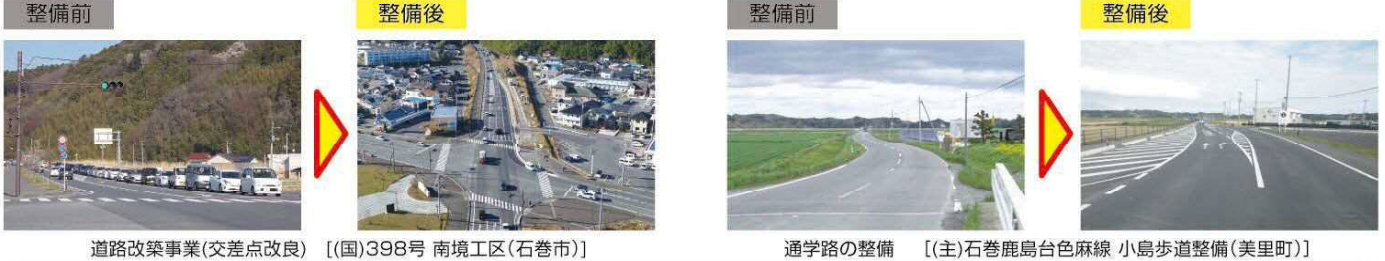 整備前
整備後
整備前
整備後
道路改築事業(交差点改良) [(国)398号 南境工区(石巻市)]
通学路の整備 [(主)石巻鹿島台色麻線 小島歩道整備(美里町)]